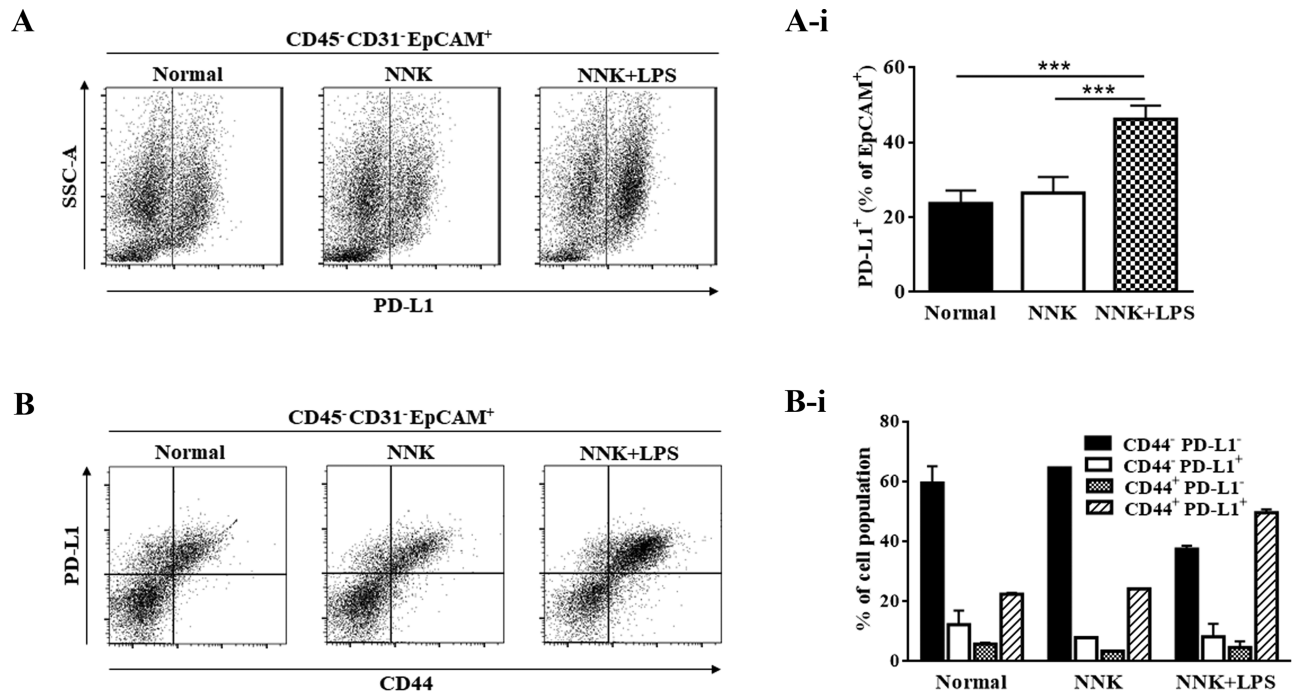 A
CD45⁻CD31⁻EpCAM⁺
Normal NNK NNK+LPS
SSC-A
PD-L1
A-i
PD-L1⁺ (% of EpCAM⁺)
60
40
20
0
***
***
Normal NNK NNK+LPS
B
CD45⁻CD31⁻EpCAM⁺
Normal NNK NNK+LPS
PD-L1
CD44
B-i
% of cell population
80
60
40
20
0
CD44⁻ PD-L1⁻
CD44⁻ PD-L1⁺
CD44⁺ PD-L1⁻
CD44⁺ PD-L1⁺
Normal NNK NNK+LPS